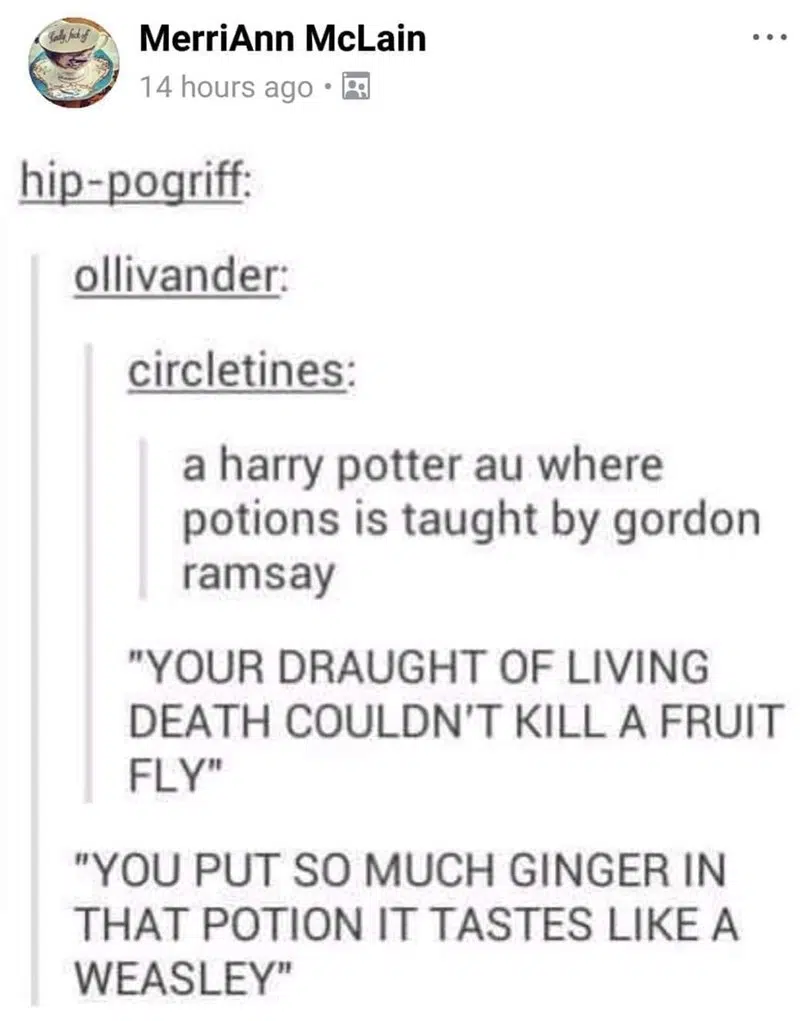 MerriAnn McLain
14 hours ago
hip-pogriff:
ollivander:
circletines:
a harry potter au where
potions is taught by gordon
ramsay
"YOUR DRAUGHT OF LIVING
DEATH COULDN'T KILL A FRUIT
FLY"
"YOU PUT SO MUCH GINGER IN
THAT POTION IT TASTES LIKE A
WEASLEY"